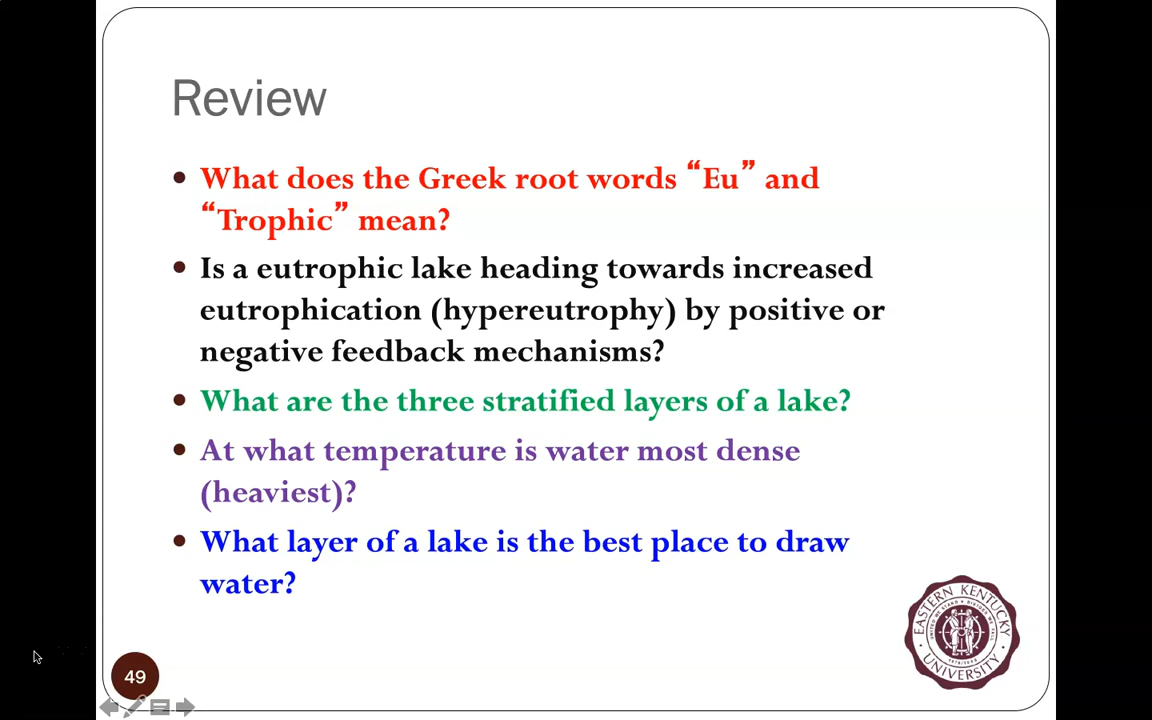 Review
• What does the Greek root words “Eu” and
“Trophic” mean?
• Is a eutrophic lake heading towards increased
eutrophication (hypereutrophy) by positive or
negative feedback mechanisms?
• What are the three stratified layers of a lake?
• At what temperature is water most dense
(heaviest)?
• What layer of a lake is the best place to draw
water?
EASTERN KENTUCKY
UNIVERSITY
49